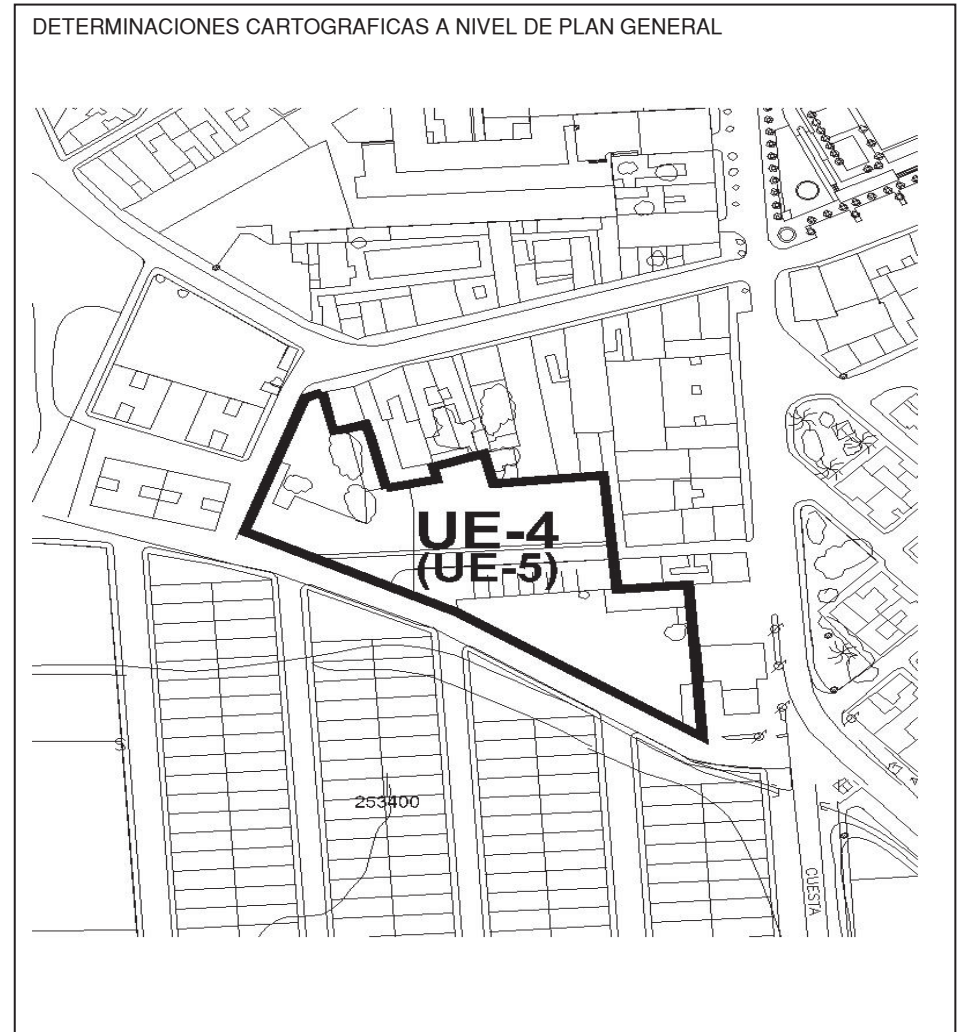 DETERMINACIONES CARTOGRAFICAS A NIVEL DE PLAN GENERAL
UE-4
(UE-5)
253400
CUESTA